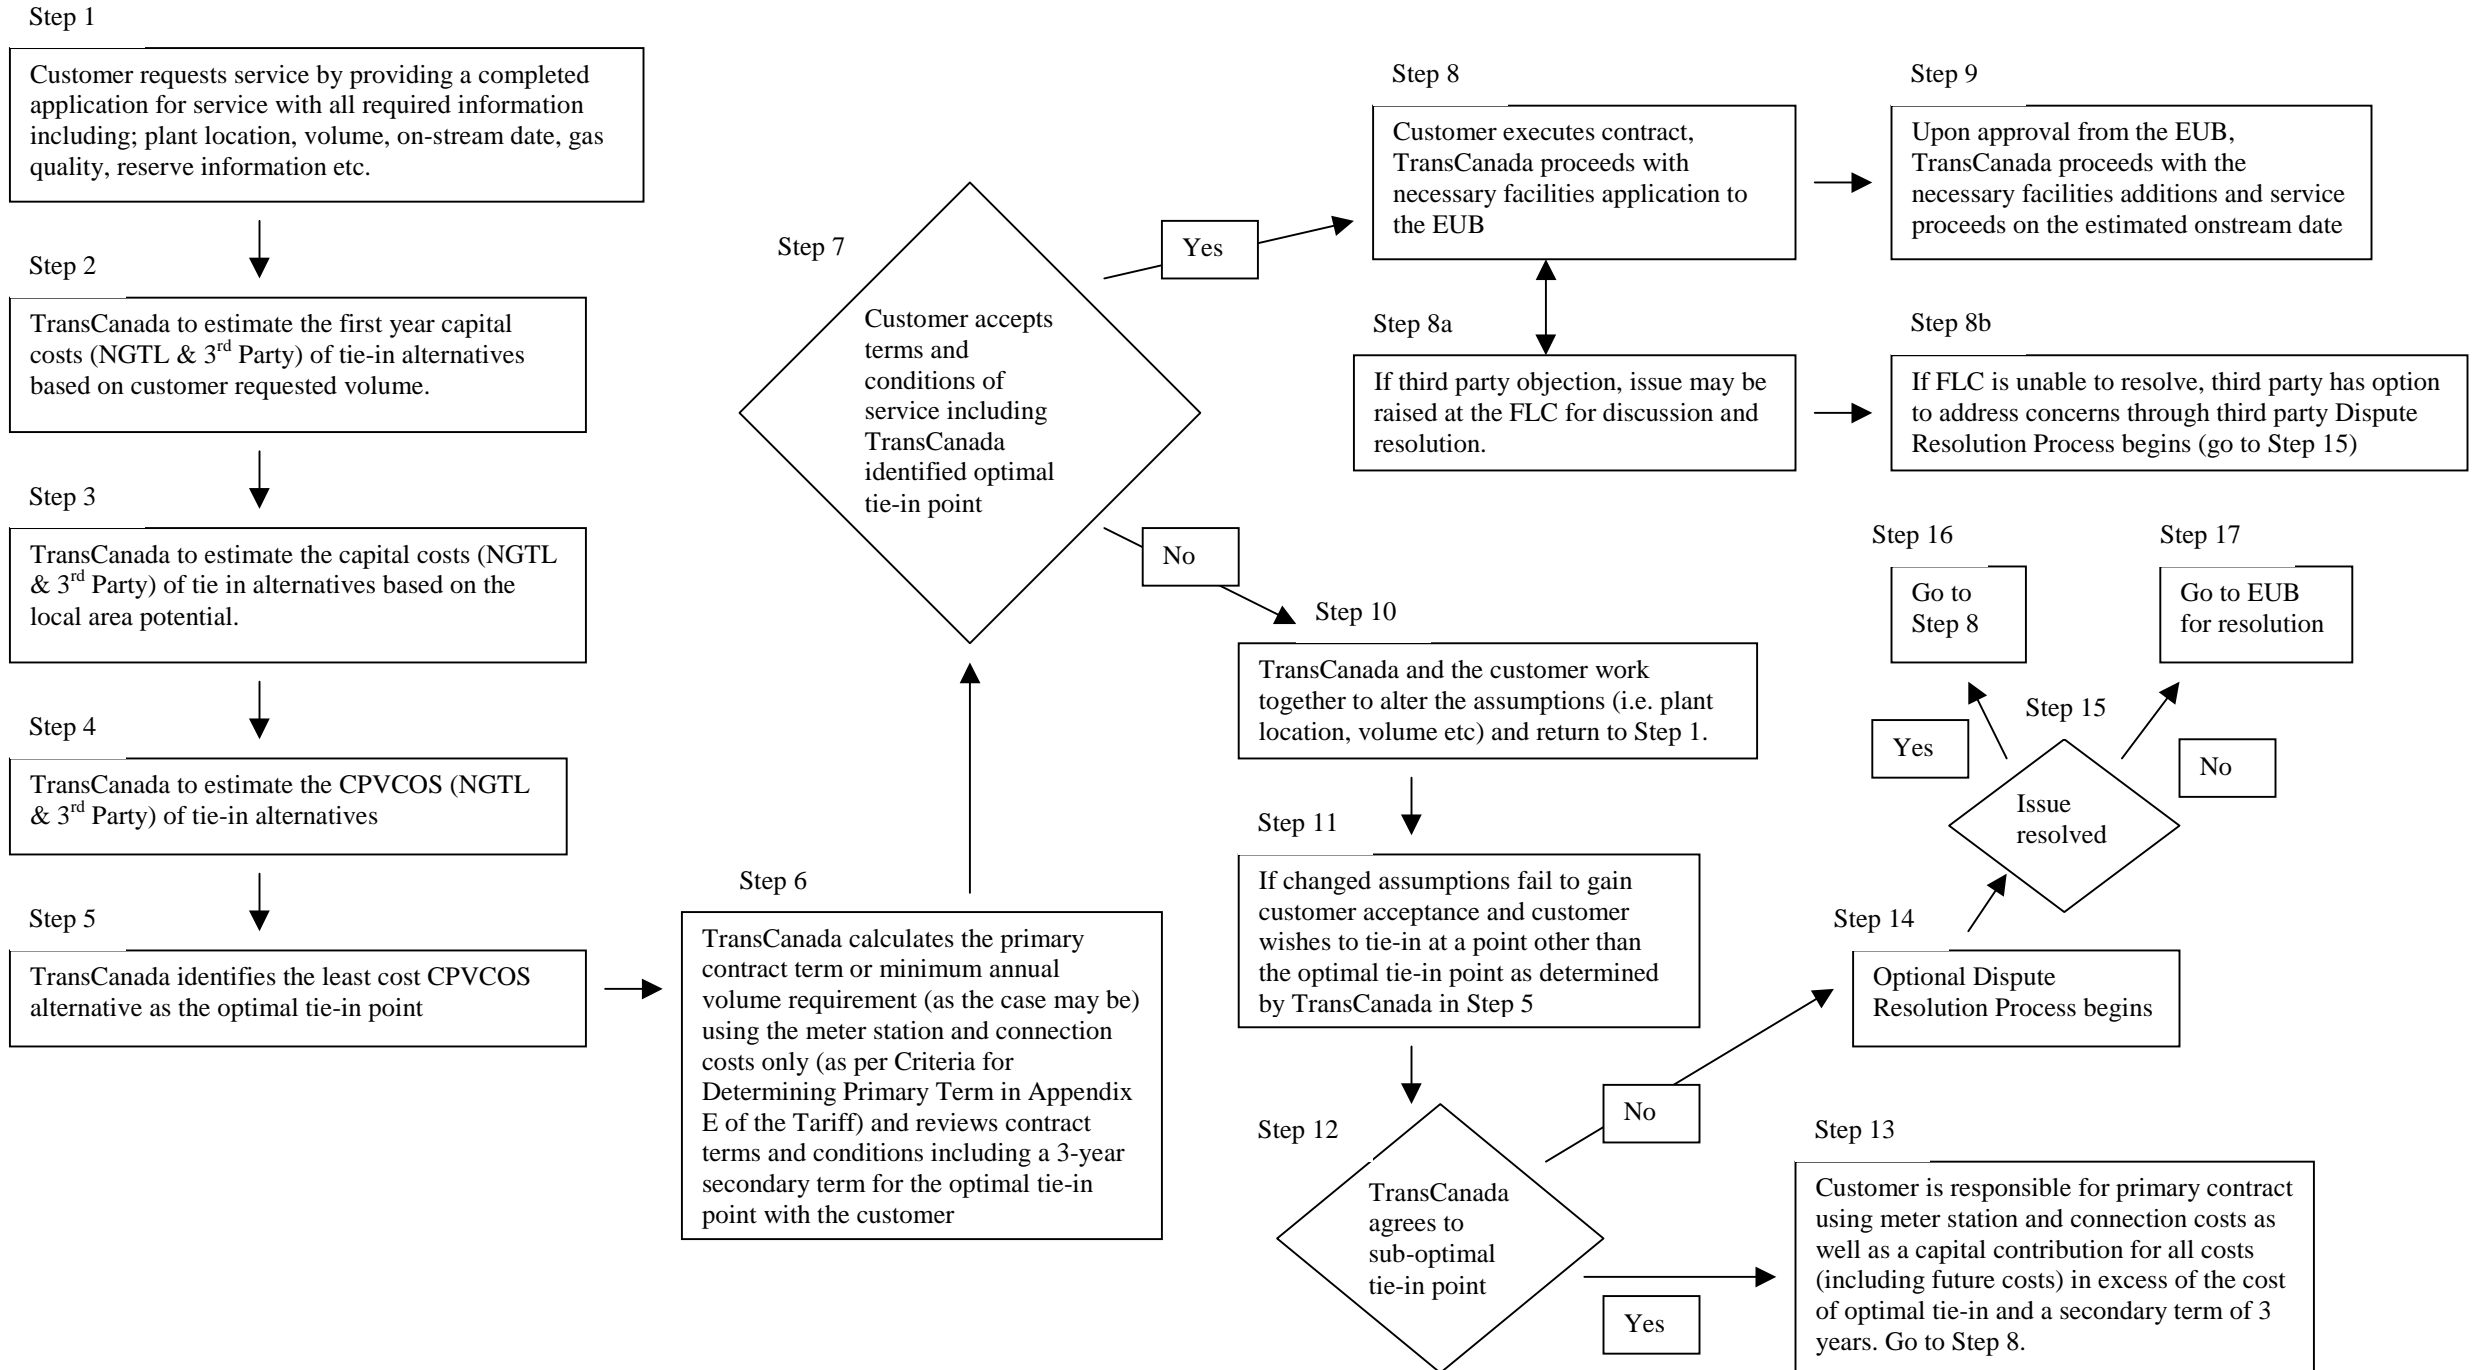 Step 1
Customer requests service by providing a completed
application for service with all required information
including; plant location, volume, on-stream date, gas
quality, reserve information etc.
Step 2
TransCanada to estimate the first year capital
costs (NGTL & 3rd Party) of tie-in alternatives
based on customer requested volume.
Step 3
TransCanada to estimate the capital costs (NGTL
& 3rd Party) of tie in alternatives based on the
local area potential.
Step 4
TransCanada to estimate the CPVCOS (NGTL
& 3rd Party) of tie-in alternatives
Step 5
TransCanada identifies the least cost CPVCOS
alternative as the optimal tie-in point
Step 6
TransCanada calculates the primary
contract term or minimum annual
volume requirement (as the case may be)
using the meter station and connection
costs only (as per Criteria for
Determining Primary Term in Appendix
E of the Tariff) and reviews contract
terms and conditions including a 3-year
secondary term for the optimal tie-in
point with the customer
Step 7
Customer accepts
terms and
conditions of
service including
TransCanada
identified optimal
tie-in point
Yes
Step 8
Customer executes contract,
TransCanada proceeds with
necessary facilities application to
the EUB
Step 9
Upon approval from the EUB,
TransCanada proceeds with the
necessary facilities additions and service
proceeds on the estimated onstream date
Step 8a
If third party objection, issue may be
raised at the FLC for discussion and
resolution.
Step 8b
If FLC is unable to resolve, third party has option
to address concerns through third party Dispute
Resolution Process begins (go to Step 15)
No
Step 10
TransCanada and the customer work
together to alter the assumptions (i.e. plant
location, volume etc) and return to Step 1.
Step 11
If changed assumptions fail to gain
customer acceptance and customer
wishes to tie-in at a point other than
the optimal tie-in point as determined
by TransCanada in Step 5
Step 12
TransCanada
agrees to
sub-optimal
tie-in point
No
Yes
Step 13
Customer is responsible for primary contract
using meter station and connection costs as
well as a capital contribution for all costs
(including future costs) in excess of the cost
of optimal tie-in and a secondary term of 3
years. Go to Step 8.
Step 14
Optional Dispute
Resolution Process begins
Step 15
Issue
resolved
Yes
No
Step 16
Go to
Step 8
Step 17
Go to EUB
for resolution